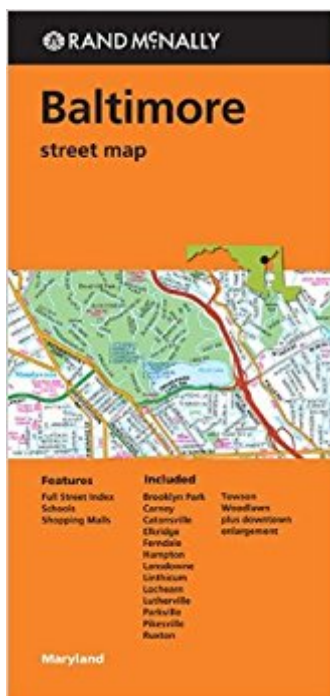 RAND McNALLY
Baltimore
street map
Features
Full Street Index
Schools
Shopping Malls
Included
Brooklyn Park
Carney
Catonsville
Elkridge
Ferndale
Hampton
Lansdowne
Linthicum
Lochearn
Lutherville
Parkville
Pikesville
Ruxton
Towson
Woodlawn
plus downtown
enlargement
Maryland